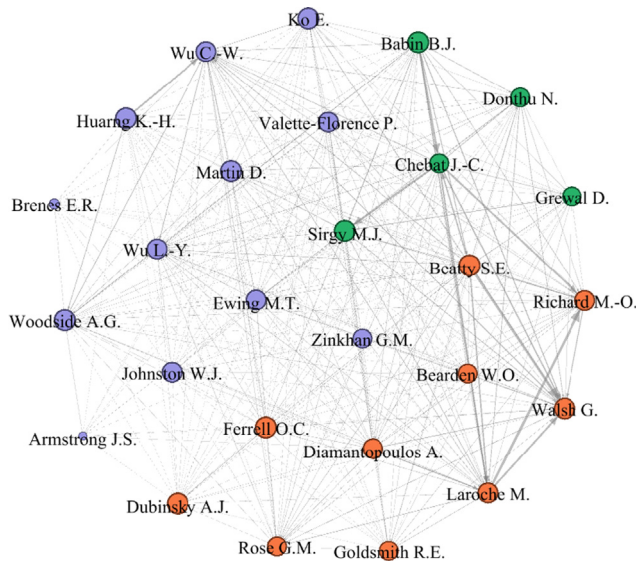 Ko E.
Babin B.J.
Wu C.-W.
Donthu N.
Huarng K.-H.
Valette-Florence P.
Chebat J.-C.
Martin D.
Grewal D.
Brenes E.R.
Sirgy M.J.
Wu L.-Y.
Beatty S.E.
Ewing M.T.
Richard M.-O.
Woodside A.G.
Zinkhan G.M.
Johnston W.J.
Bearden W.O.
Walsh G.
Armstrong J.S.
Ferrell O.C.
Diamantopoulos A.
Laroche M.
Dubinsky A.J.
Rose G.M.
Goldsmith R.E.